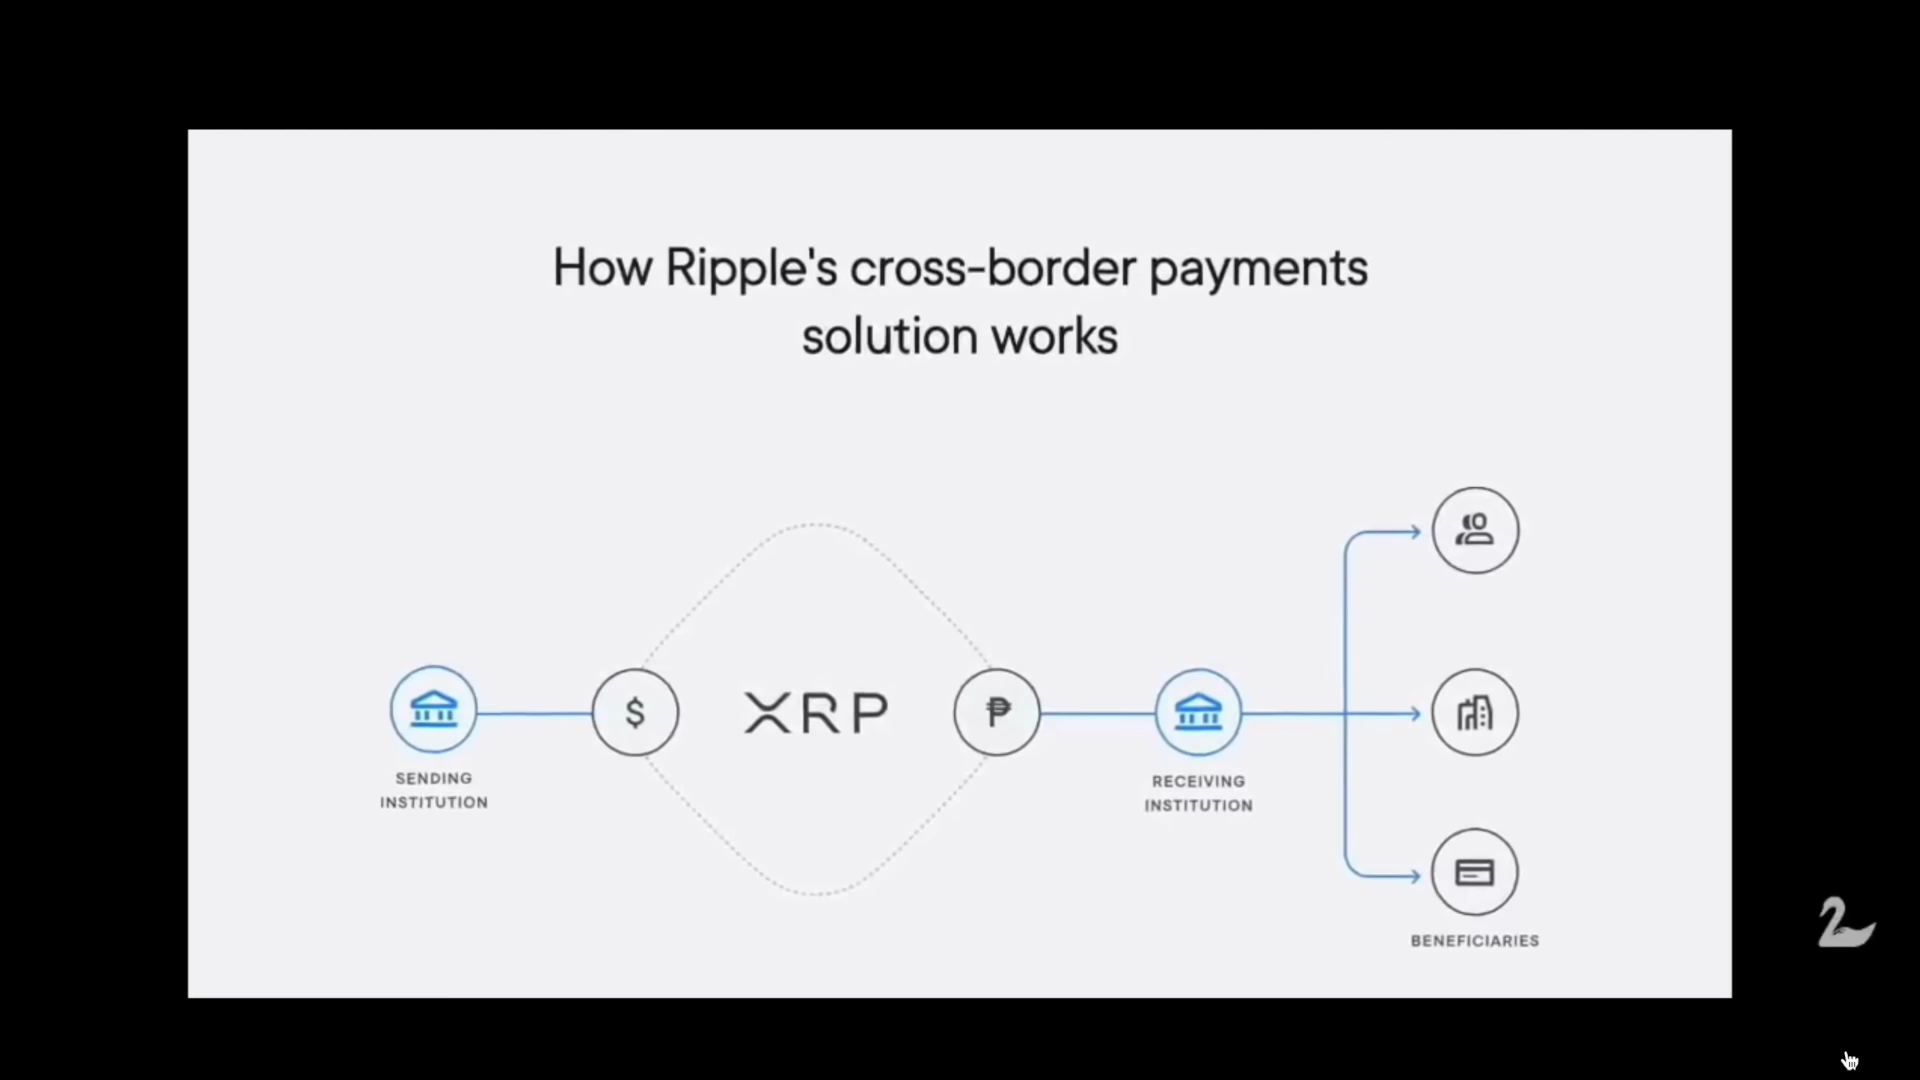 How Ripple's cross-border payments
solution works
$
XRP
₱
SENDING
INSTITUTION
RECEIVING
INSTITUTION
BENEFICIARIES